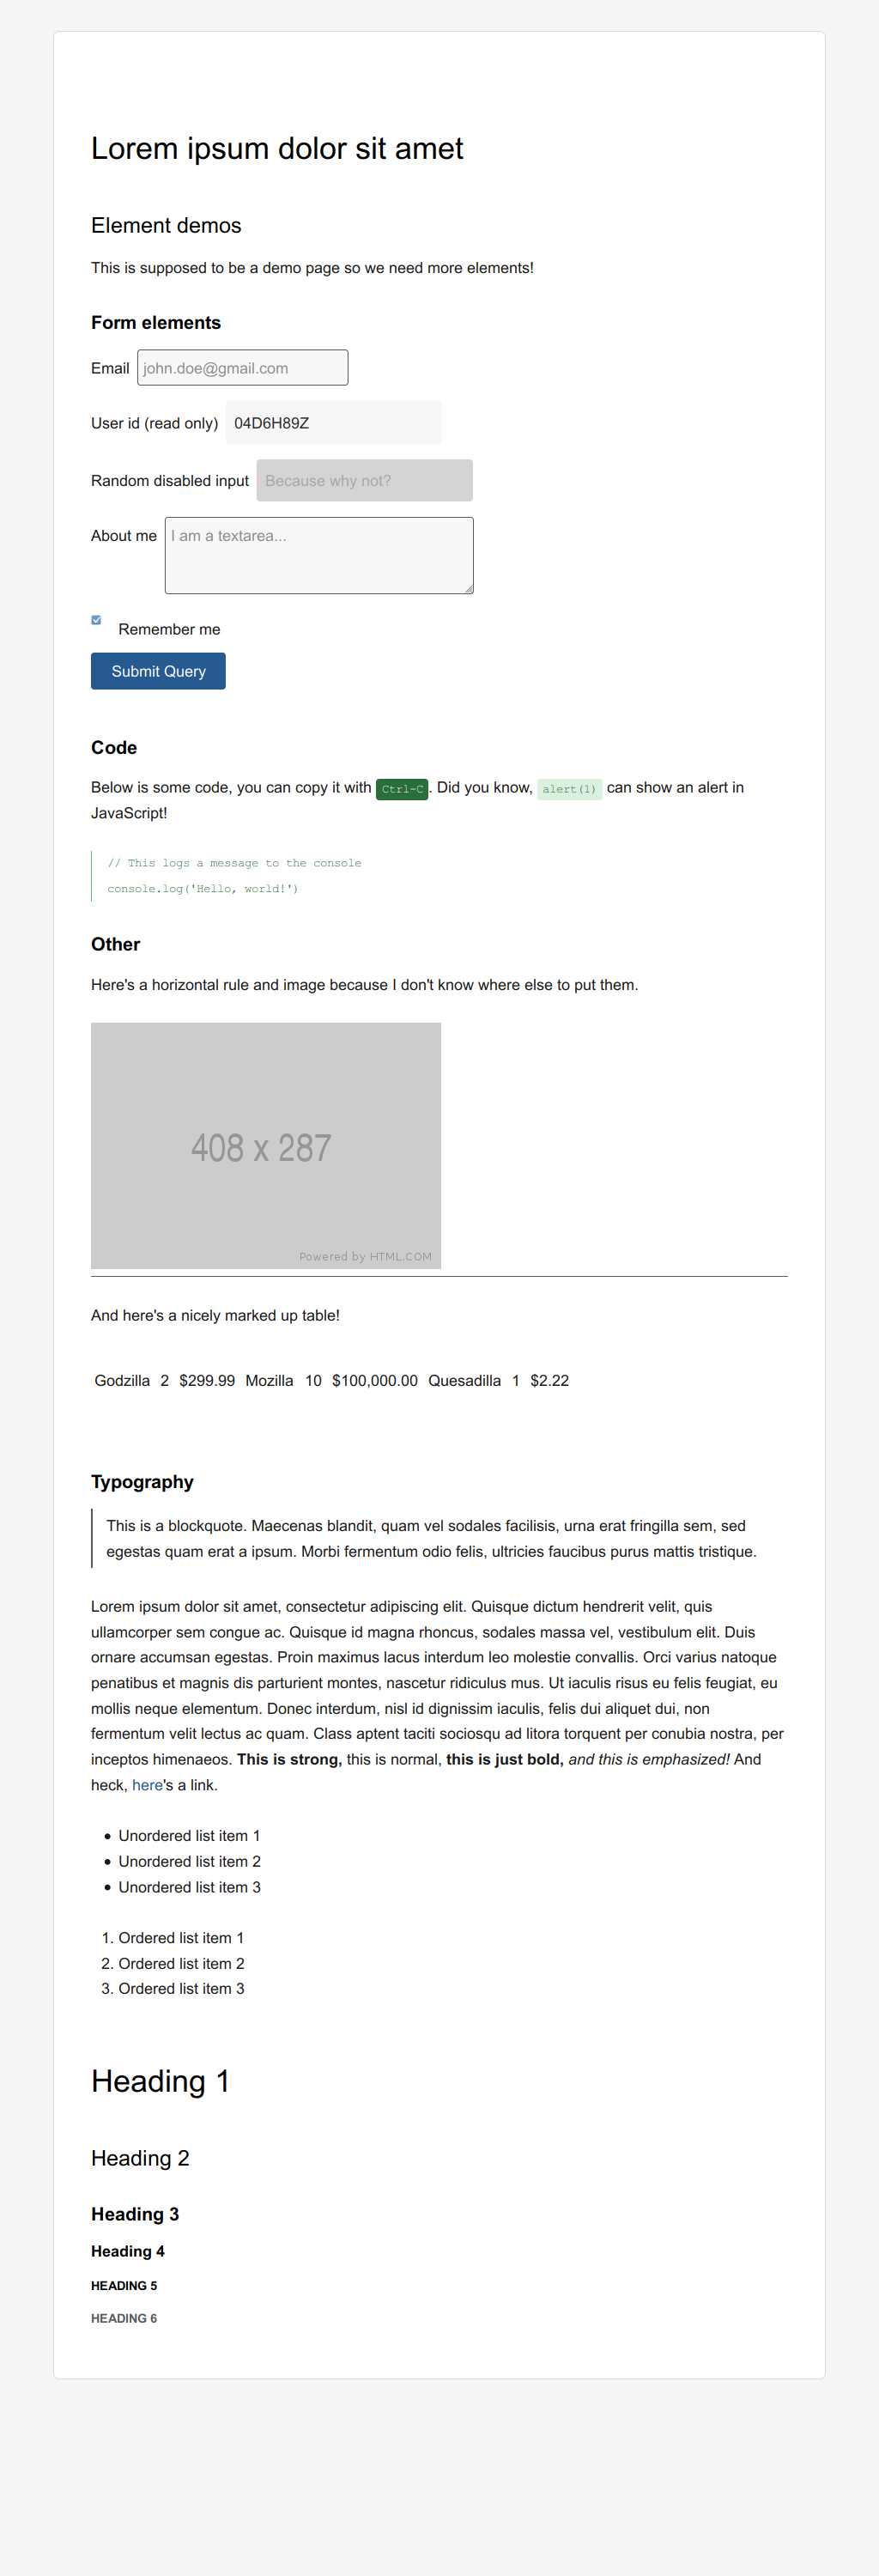 Lorem ipsum dolor sit amet
Element demos
This is supposed to be a demo page so we need more elements!
Form elements
Email john.doe@gmail.com
User id (read only) 04D6H89Z
Random disabled input Because why not?
About me I am a textarea...
Remember me
Submit Query
Code
Below is some code, you can copy it with Ctrl-C. Did you know, alert(1) can show an alert in
JavaScript!
// This logs a message to the console
console.log('Hello, world!')
Other
Here's a horizontal rule and image because I don't know where else to put them.
408 x 287
Powered by HTML.COM
And here's a nicely marked up table!
Godzilla 2 $299.99 Mozilla 10 $100,000.00 Quesadilla 1 $2.22
Typography
This is a blockquote. Maecenas blandit, quam vel sodales facilisis, urna erat fringilla sem, sed
egestas quam erat a ipsum. Morbi fermentum odio felis, ultricies faucibus purus mattis tristique.
Lorem ipsum dolor sit amet, consectetur adipiscing elit. Quisque dictum hendrerit velit, quis
ullamcorper sem congue ac. Quisque id magna rhoncus, sodales massa vel, vestibulum elit. Duis
ornare accumsan egestas. Proin maximus lacus interdum leo molestie convallis. Orci varius natoque
penatibus et magnis dis parturient montes, nascetur ridiculus mus. Ut iaculis risus eu felis feugiat, eu
mollis neque elementum. Donec interdum, nisl id dignissim iaculis, felis dui aliquet dui, non
fermentum velit lectus ac quam. Class aptent taciti sociosqu ad litora torquent per conubia nostra, per
inceptos himenaeos. This is strong, this is normal, this is just bold, and this is emphasized! And
heck, here's a link.
• Unordered list item 1
• Unordered list item 2
• Unordered list item 3
1. Ordered list item 1
2. Ordered list item 2
3. Ordered list item 3
Heading 1
Heading 2
Heading 3
Heading 4
HEADING 5
HEADING 6